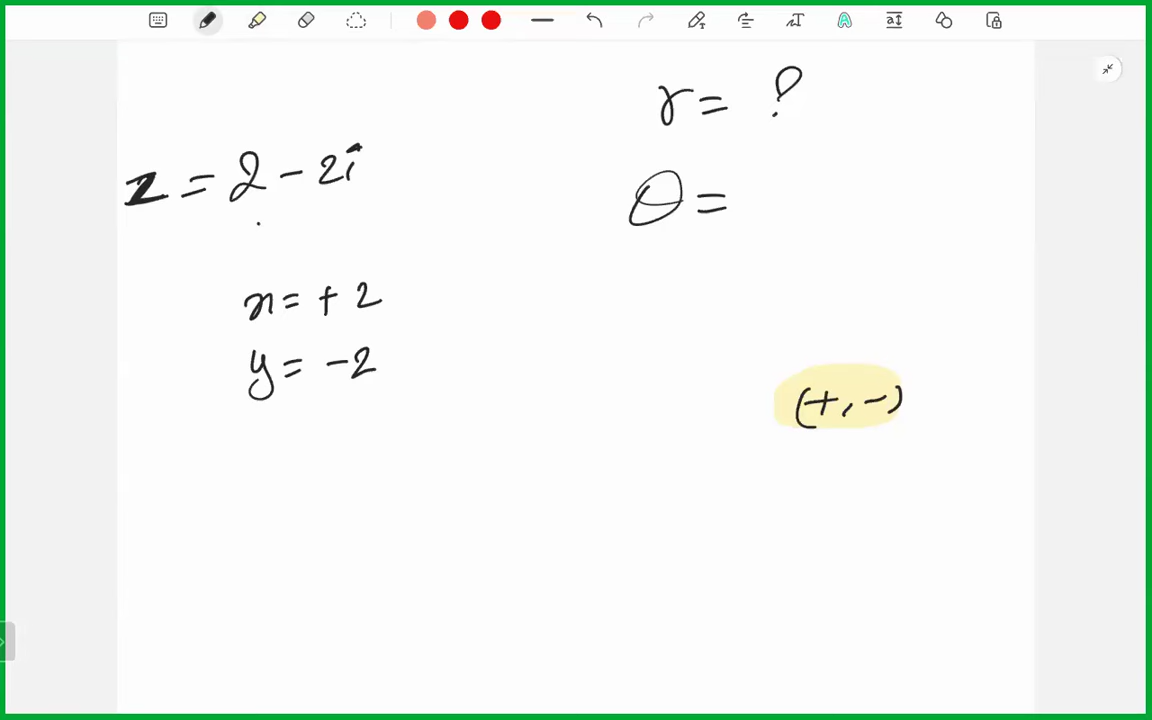 r = ?
z = 2 - 2i
θ =
x = + 2
y = -2
(+, -)